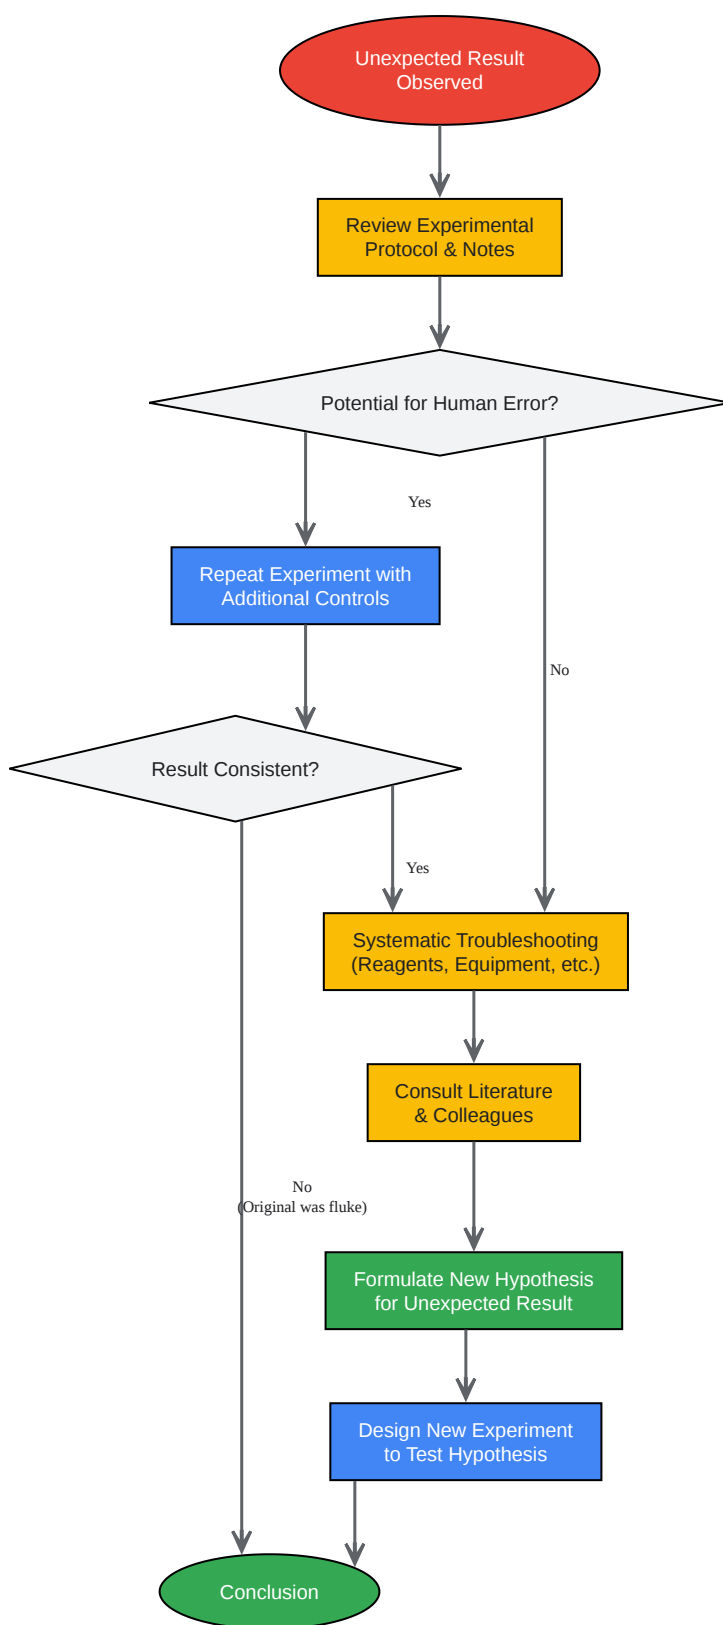 Unexpected Result
Observed
Review Experimental
Protocol & Notes
Potential for Human Error?
Yes
Repeat Experiment with
Additional Controls
No
Result Consistent?
Yes
Systematic Troubleshooting
(Reagents, Equipment, etc.)
Consult Literature
& Colleagues
No
(Original was fluke)
Formulate New Hypothesis
for Unexpected Result
Design New Experiment
to Test Hypothesis
Conclusion